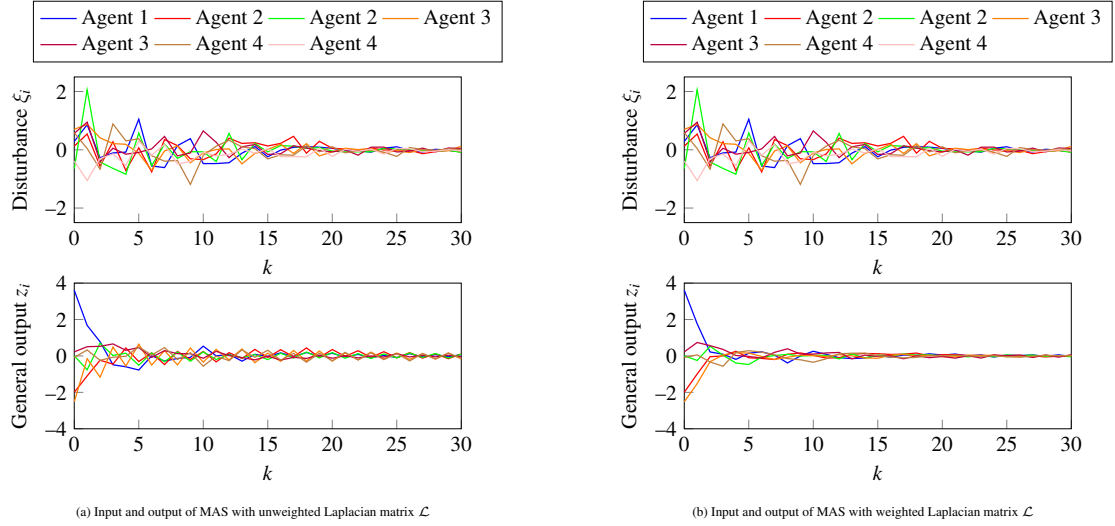 Agent 1 Agent 2 Agent 2 Agent 3
Agent 3 Agent 4 Agent 4
Disturbance ξi
2
0
−2
0 5 10 15 20 25 30
k
General output zi
4
2
0
−2
−4
0 5 10 15 20 25 30
k
(a) Input and output of MAS with unweighted Laplacian matrix ℒ
Agent 1 Agent 2 Agent 2 Agent 3
Agent 3 Agent 4 Agent 4
Disturbance ξi
2
0
−2
0 5 10 15 20 25 30
k
General output zi
4
2
0
−2
−4
0 5 10 15 20 25 30
k
(b) Input and output of MAS with weighted Laplacian matrix ℒ